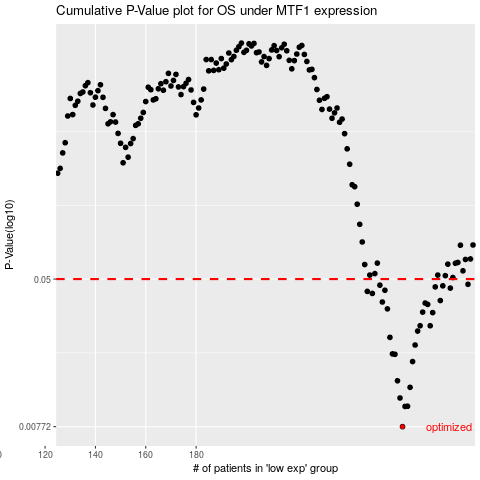 Cumulative P-Value plot for OS under MTF1 expression
P-Value(log10)
0.05
0.00772
optimized
0 120 140 160 180
# of patients in 'low exp' group